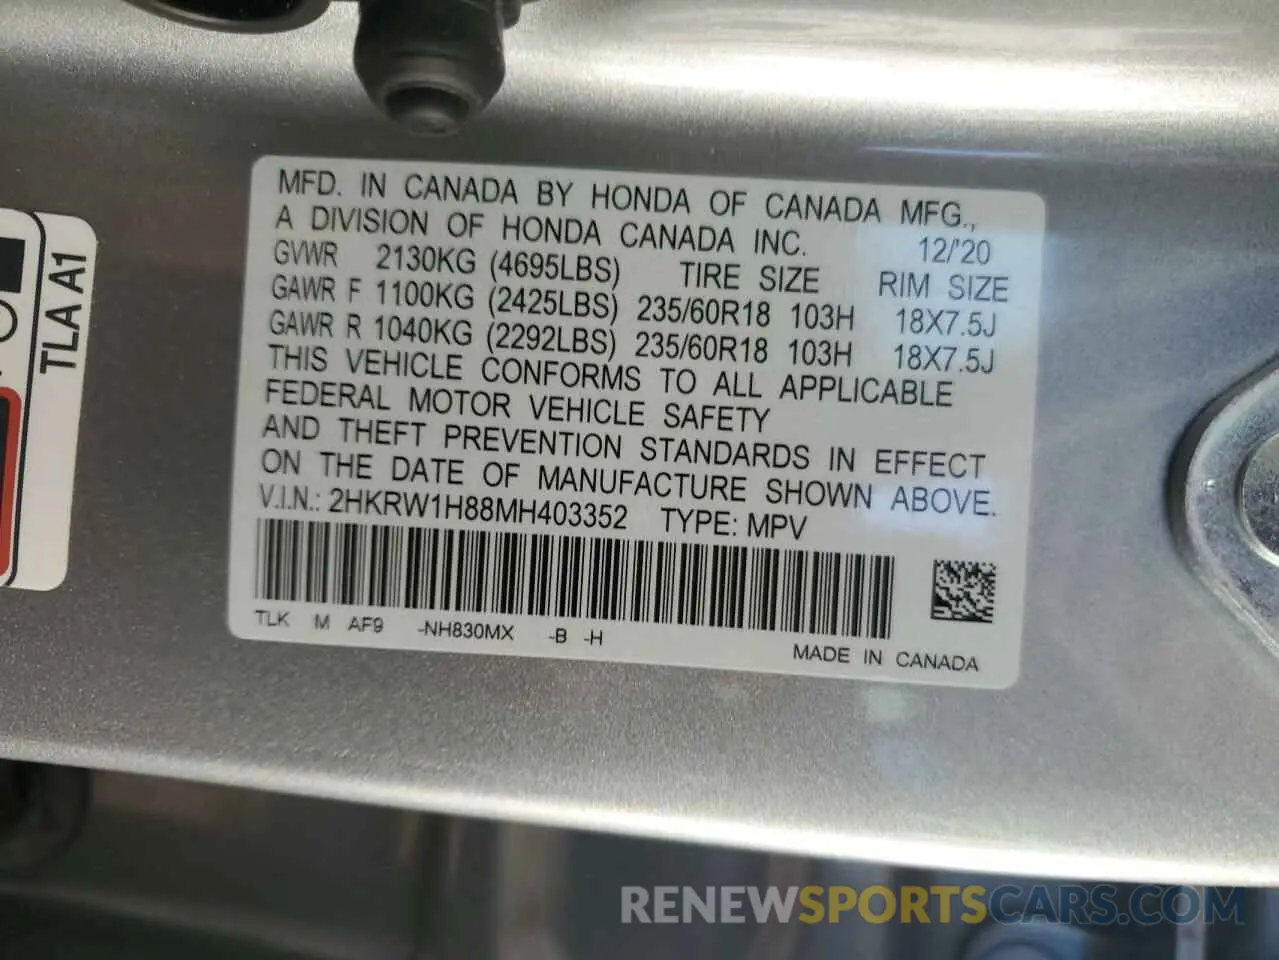 MFD. IN CANADA BY HONDA OF CANADA MFG.,
A DIVISION OF HONDA CANADA INC. 12/'20
GVWR 2130KG (4695LBS) TIRE SIZE RIM SIZE
GAWR F 1100KG (2425LBS) 235/60R18 103H 18X7.5J
GAWR R 1040KG (2292LBS) 235/60R18 103H 18X7.5J
THIS VEHICLE CONFORMS TO ALL APPLICABLE
FEDERAL MOTOR VEHICLE SAFETY
AND THEFT PREVENTION STANDARDS IN EFFECT
ON THE DATE OF MANUFACTURE SHOWN ABOVE.
V.I.N.: 2HKRW1H88MH403352 TYPE: MPV
TLK M AF9 -NH830MX -B -H
MADE IN CANADA
TLA A1
RENEWSPORTSCARS.COM